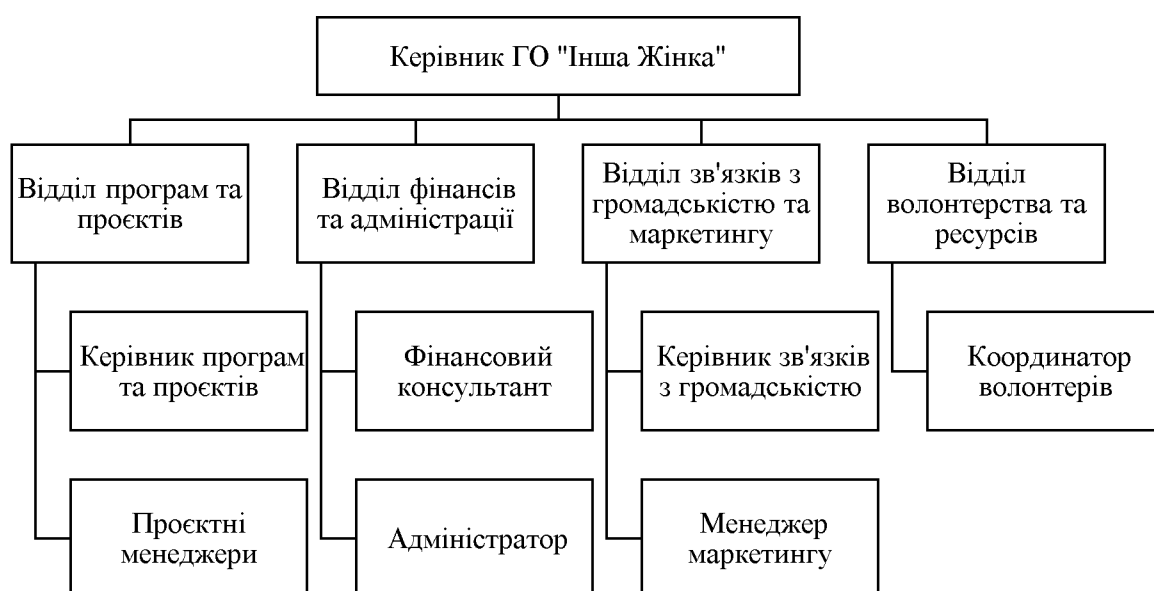 Керівник ГО "Інша Жінка"
Відділ програм та
проєктів
Відділ фінансів
та адміністрації
Відділ зв'язків з
громадськістю та
маркетингу
Відділ
волонтерства та
ресурсів
Керівник програм
та проєктів
Фінансовий
консультант
Керівник зв'язків
з громадськістю
Координатор
волонтерів
Проєктні
менеджери
Адміністратор
Менеджер
маркетингу